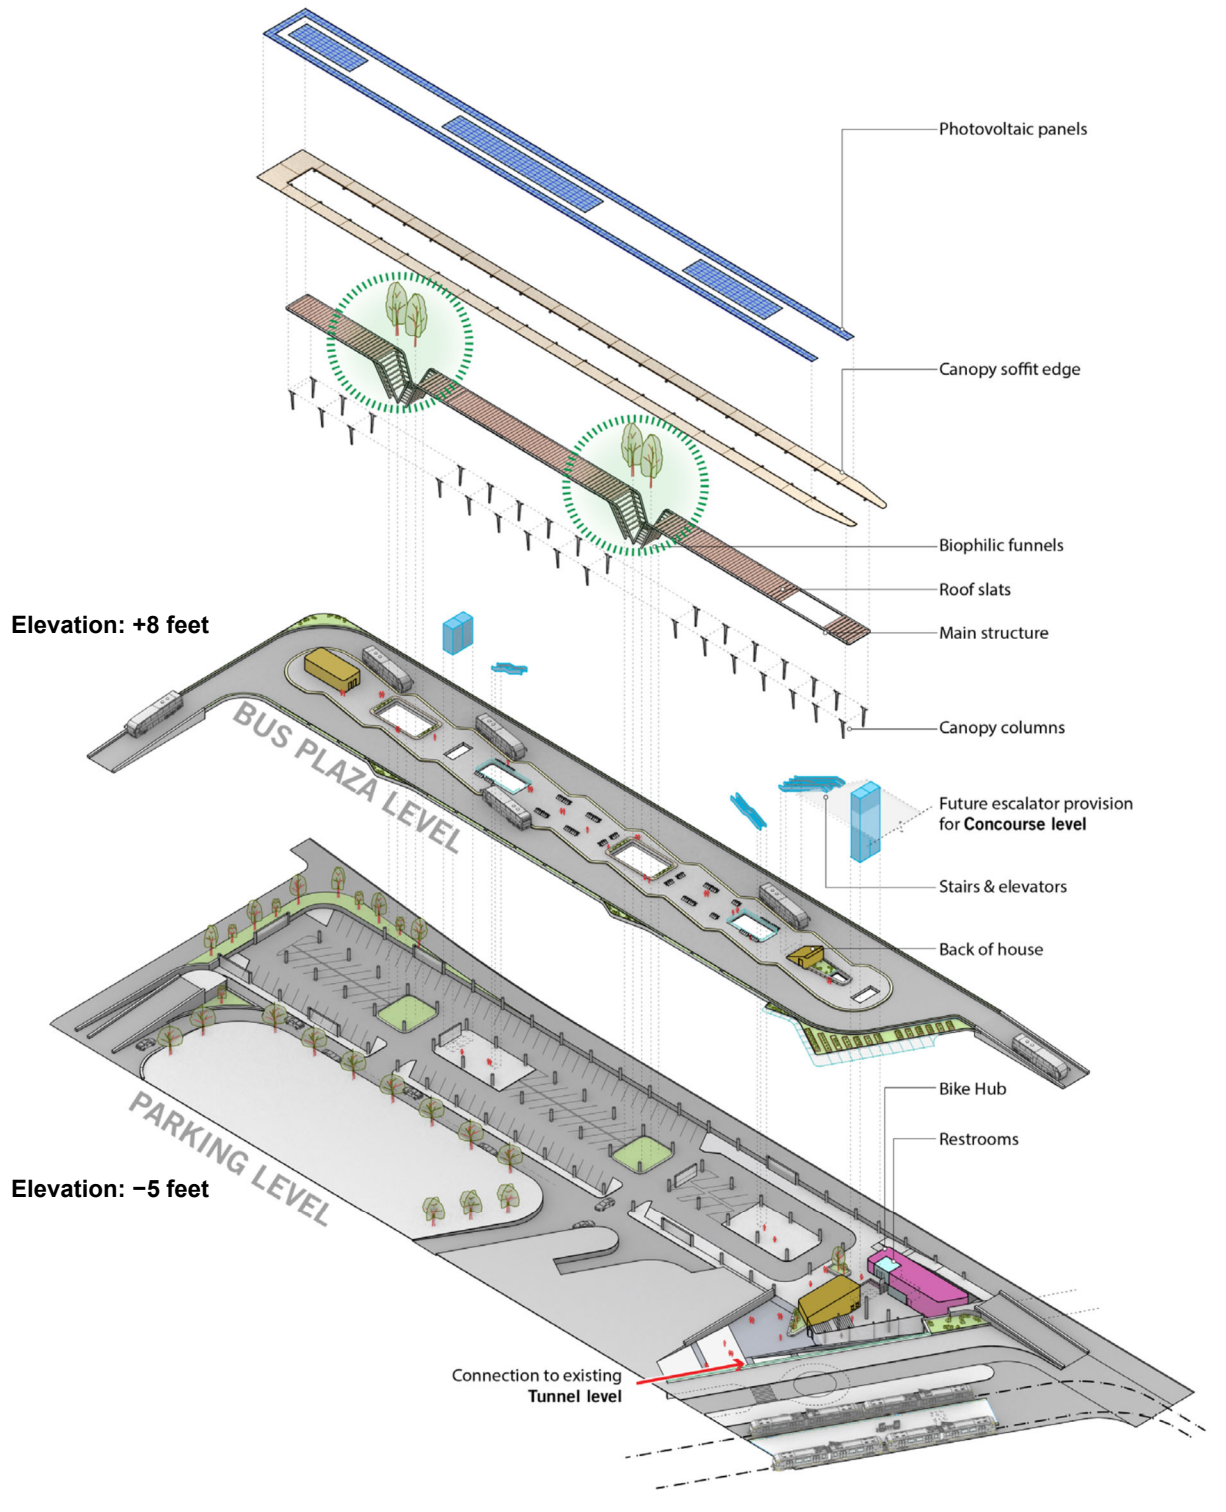 Photovoltaic panels
Canopy soffit edge
Biophilic funnels
Roof slats
Elevation: +8 feet
Main structure
BUS PLAZA LEVEL
Canopy columns
Future escalator provision
for Concourse level
Stairs & elevators
Back of house
Bike Hub
PARKING LEVEL
Restrooms
Elevation: −5 feet
Connection to existing
Tunnel level